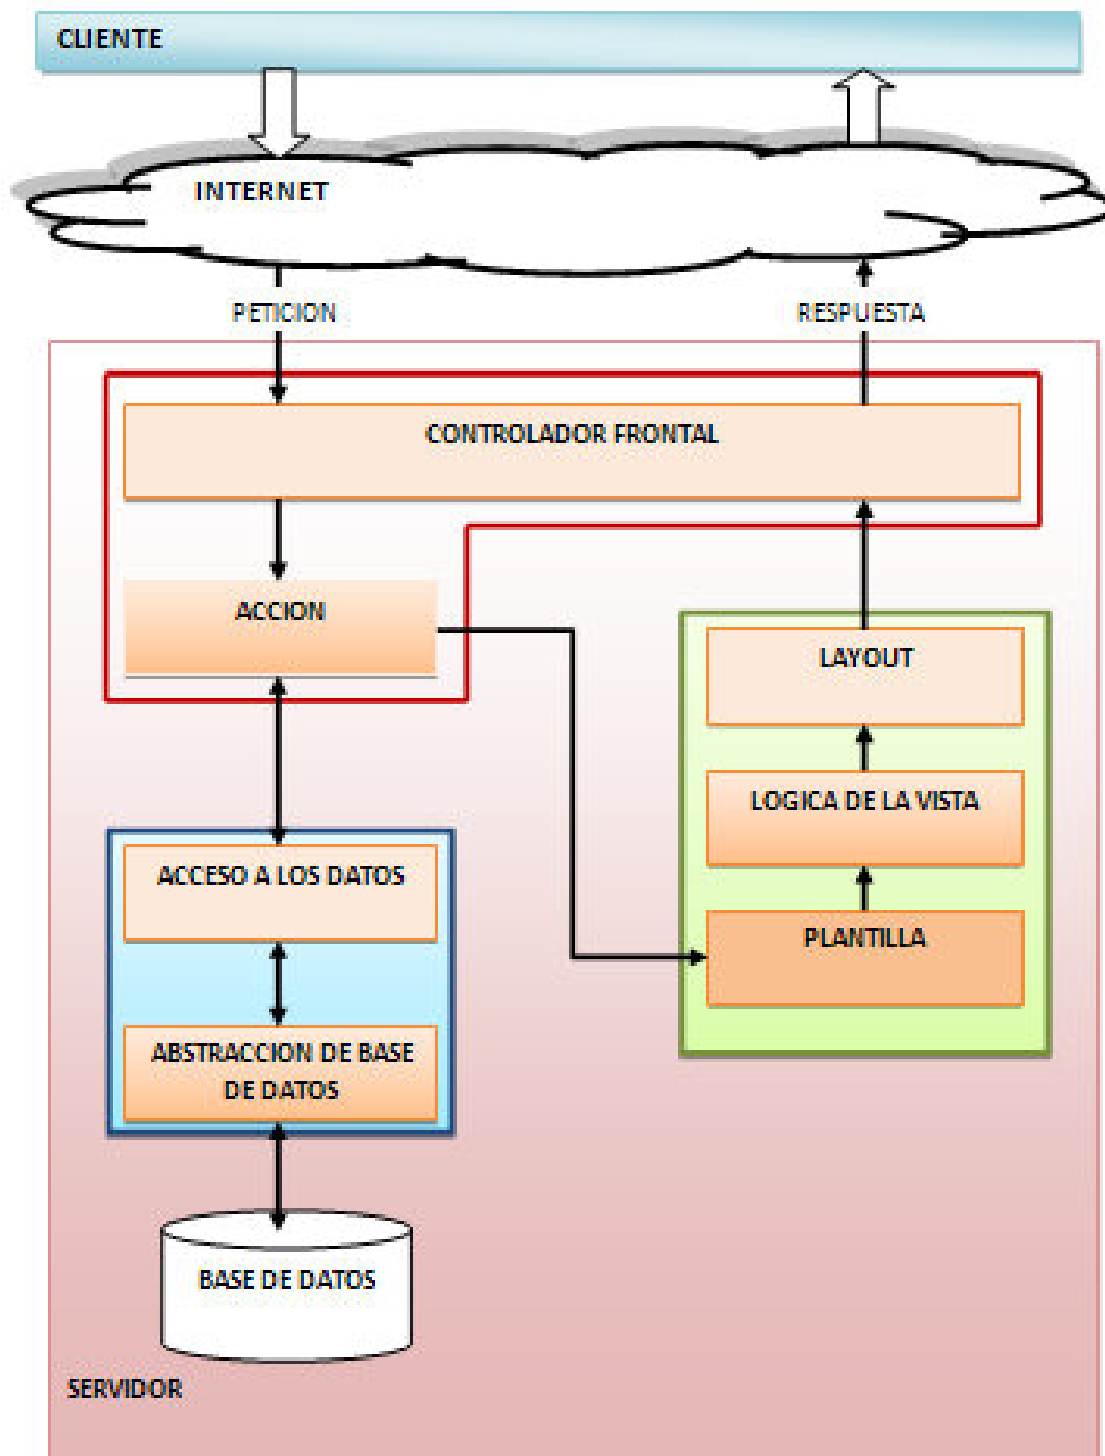 CLIENTE
INTERNET
PETICION
RESPUESTA
CONTROLADOR FRONTAL
ACCION
LAYOUT
LOGICA DE LA VISTA
ACCESO A LOS DATOS
PLANTILLA
ABSTRACCION DE BASE
DE DATOS
BASE DE DATOS
SERVIDOR